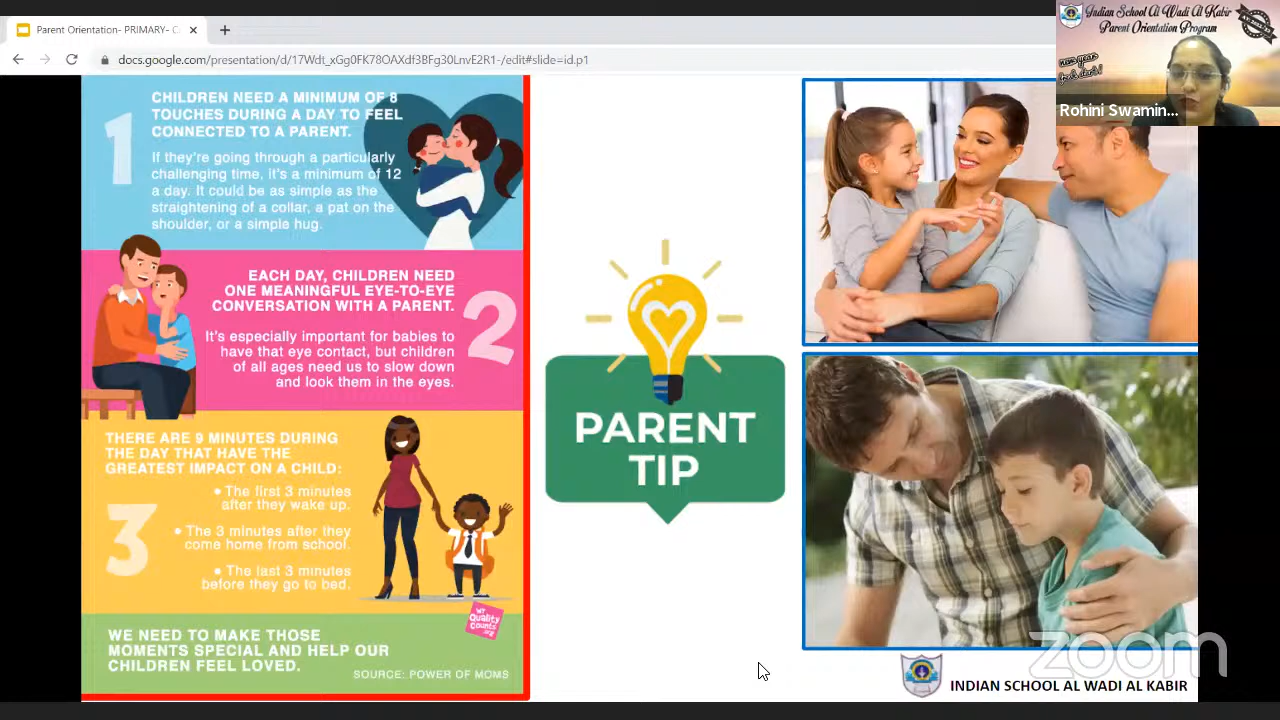 Parent Orientation- PRIMARY- C
docs.google.com/presentation/d/17Wdt_xGg0FK78OAXdf3BFg30LnvE2R1-/edit#slide=id.p1
Indian School Al Wadi Al Kabir
Parent Orientation Program
Rohini Swamin...
1
CHILDREN NEED A MINIMUM OF 8
TOUCHES DURING A DAY TO FEEL
CONNECTED TO A PARENT.
If they're going through a particularly
challenging time, it's a minimum of 12
a day. It could be as simple as the
straightening of a collar, a pat on the
shoulder, or a simple hug.
EACH DAY, CHILDREN NEED
ONE MEANINGFUL EYE-TO-EYE
CONVERSATION WITH A PARENT.
2
It's especially important for babies to
have that eye contact, but children
of all ages need us to slow down
and look them in the eyes.
THERE ARE 9 MINUTES DURING
THE DAY THAT HAVE THE
GREATEST IMPACT ON A CHILD:
3
• The first 3 minutes
after they wake up.
• The 3 minutes after they
come home from school.
• The last 3 minutes
before they go to bed.
MY
Quality
Counts
.org
WE NEED TO MAKE THOSE
MOMENTS SPECIAL AND HELP OUR
CHILDREN FEEL LOVED.
SOURCE: POWER OF MOMS
PARENT
TIP
zoom
INDIAN SCHOOL AL WADI AL KABIR